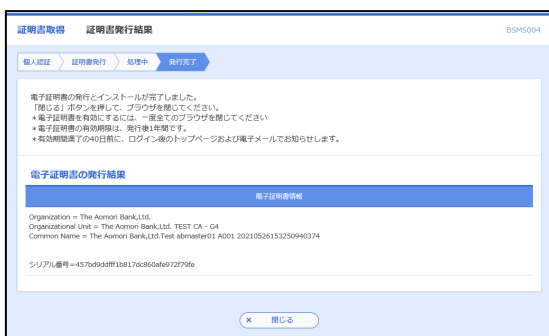 証明書取得 証明書発行結果 BSMS004
個人認証 証明書発行 処理中 発行完了
電子証明書の発行とインストールが完了しました。
「閉じる」ボタンを押して、ブラウザを閉じてください。
＊電子証明書を有効にするには、一度全てのブラウザを閉じてください
＊電子証明書の有効期限は、発行後1年間です。
＊有効期間満了の40日前に、ログイン後のトップページおよび電子メールでお知らせします。
電子証明書の発行結果
電子証明書情報
Organization = The Aomori Bank,Ltd.
Organizational Unit = The Aomori Bank,Ltd. TEST CA - G4
Common Name = The Aomori Bank,Ltd.Test abmaster01 A001 20210526153250940374
シリアル番号=457bd9ddfff1b817dc860afe972f79fe
× 閉じる